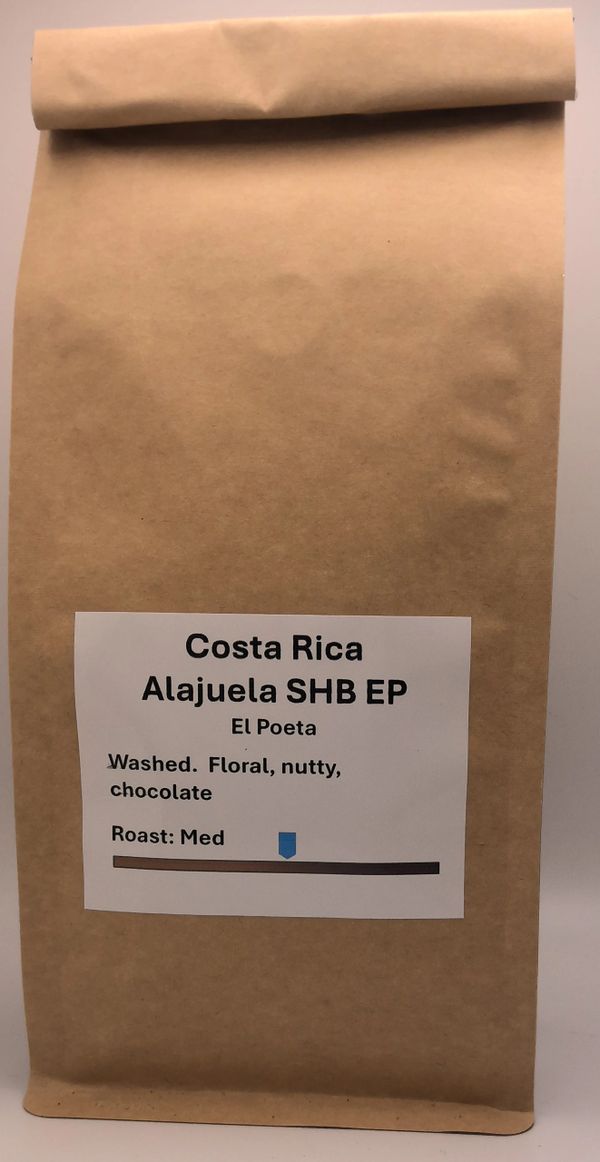 Costa Rica
Alajuela SHB EP
El Poeta
Washed.  Floral, nutty,
chocolate
Roast: Med